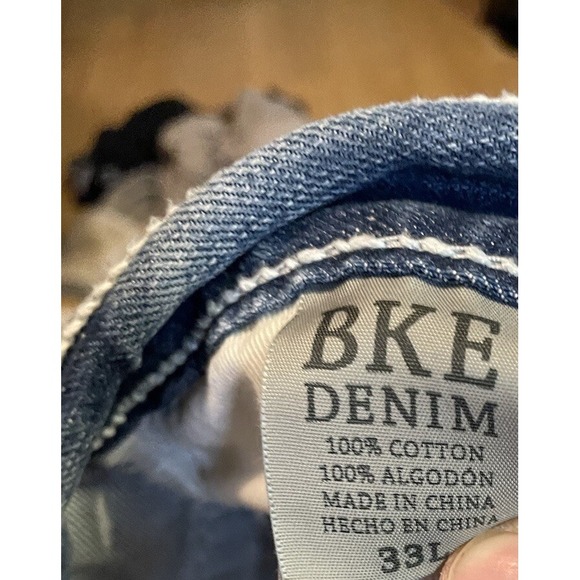 BKE
DENIM
100% COTTON
100% ALGODÓN
MADE IN CHINA
HECHO EN CHINA
33L